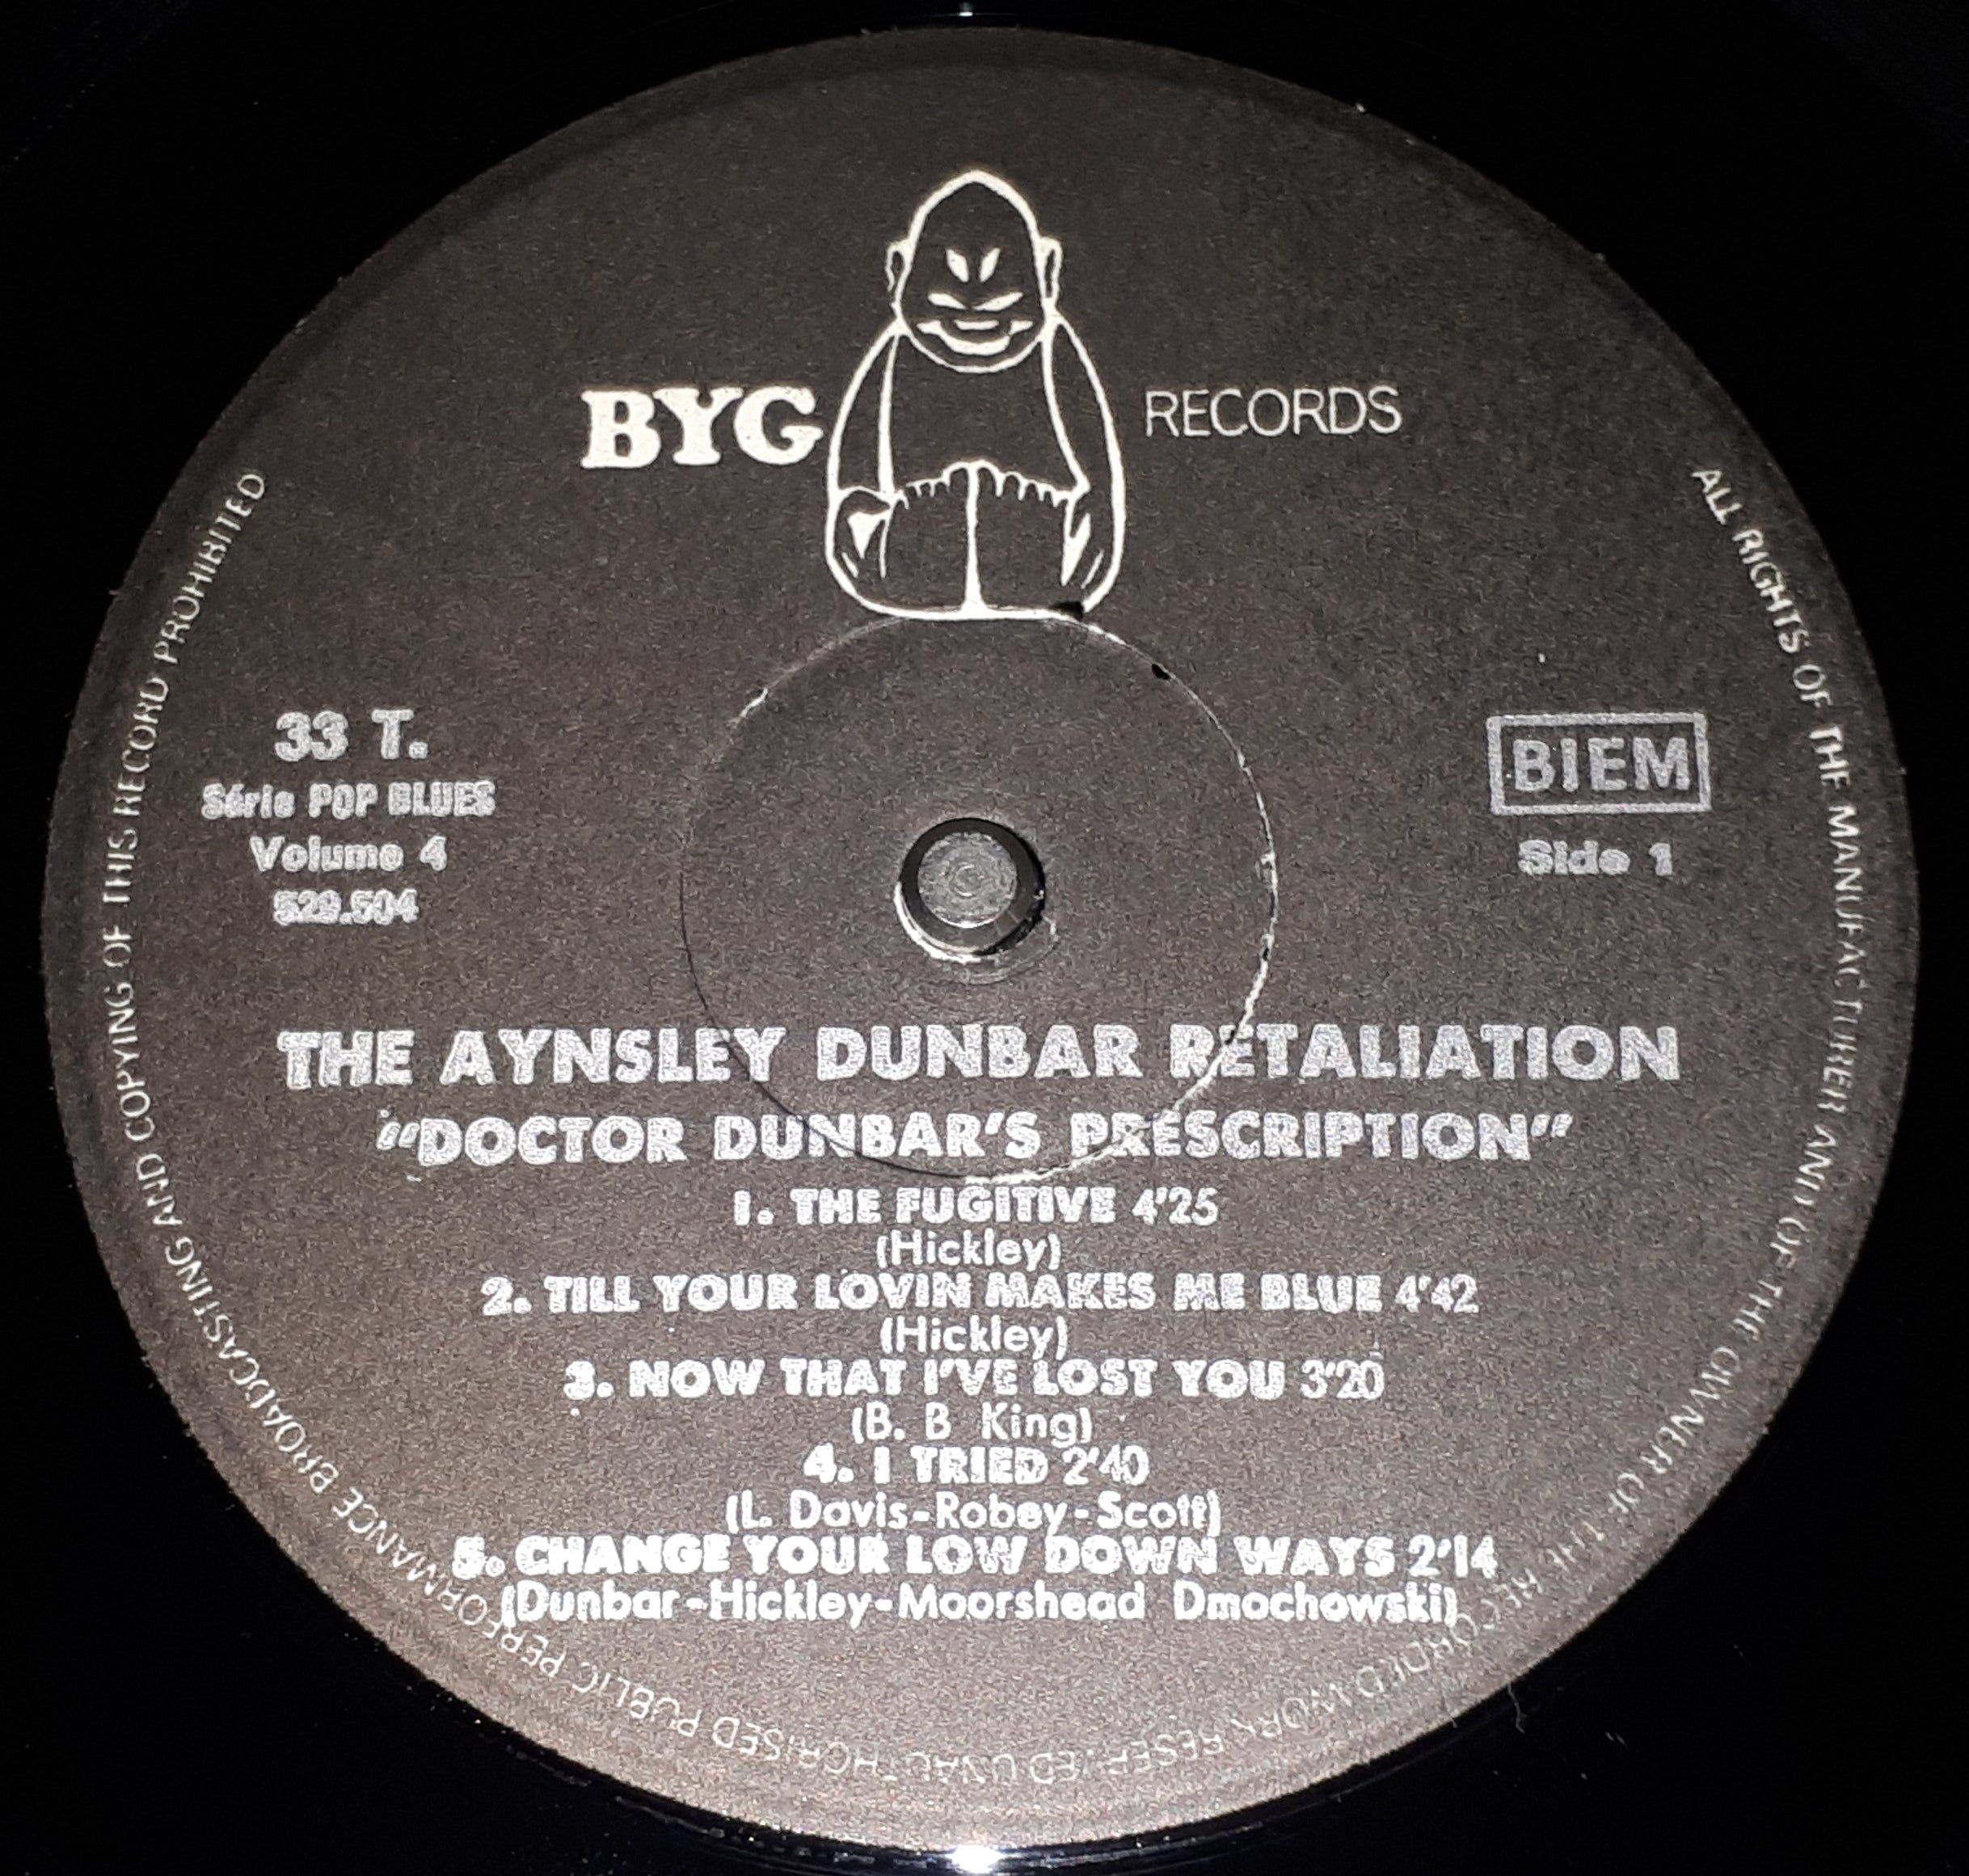 BYG RECORDS
33 T.
Série POP BLUES
Volume 4
529.504
BIEM
Side 1
THE AYNSLEY DUNBAR RETALIATION
"DOCTOR DUNBAR'S PRESCRIPTION"
1. THE FUGITIVE 4'25
(Hickley)
2. TILL YOUR LOVIN MAKES ME BLUE 4'42
(Hickley)
3. NOW THAT I'VE LOST YOU 3'20
(B. B King)
4. I TRIED 2'40
(L. Davis-Robey-Scott)
5. CHANGE YOUR LOW DOWN WAYS 2'14
(Dunbar-Hickley-Moorshead Dmochowski)
ALL RIGHTS OF THE MANUFACTURER AND OF THE OWNER OF THE RECORDED WORK RESERVED UNAUTHORISED PUBLIC PERFORMANCE BROADCASTING AND COPYING OF THIS RECORD PROHIBITED